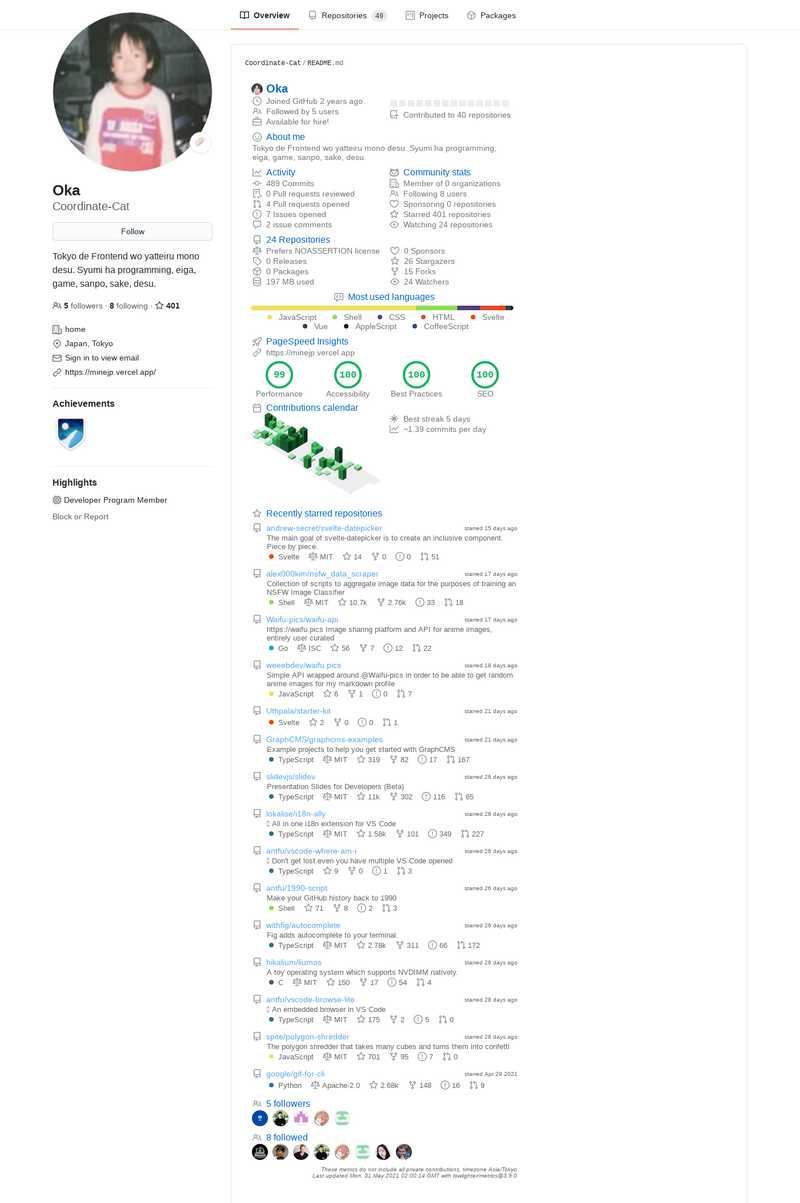 Overview
Repositories 49
Projects
Packages
Oka
Coordinate-Cat
Follow
Tokyo de Frontend wo yatteiru mono
desu. Syumi ha programming, eiga,
game, sanpo, sake, desu.
5 followers · 8 following · 401
home
Japan, Tokyo
Sign in to view email
https://minejp.vercel.app/
Achievements
Highlights
Developer Program Member
Block or Report
Coordinate-Cat/README.md
Oka
Joined GitHub 2 years ago
Followed by 5 users
Available for hire!
Contributed to 40 repositories
About me
Tokyo de Frontend wo yatteiru mono desu. Syumi ha programming,
eiga, game, sanpo, sake, desu.
Activity
489 Commits
0 Pull requests reviewed
4 Pull requests opened
7 Issues opened
2 issue comments
Community stats
Member of 0 organizations
Following 8 users
Sponsoring 0 repositories
Starred 401 repositories
Watching 24 repositories
24 Repositories
Prefers NOASSERTION license
0 Releases
0 Packages
197 MB used
0 Sponsors
26 Stargazers
15 Forks
24 Watchers
Most used languages
JavaScript Shell CSS HTML Svelte
Vue AppleScript CoffeeScript
PageSpeed Insights
https://minejp.vercel.app
99 100 100 100
Performance Accessibility Best Practices SEO
Contributions calendar
Best streak 5 days
~1.39 commits per day
Recently starred repositories
andrew-secret/svelte-datepicker starred 15 days ago
The main goal of svelte-datepicker is to create an inclusive component.
Piece by piece.
Svelte MIT 14 0 0 51
alex000kim/nsfw_data_scraper starred 17 days ago
Collection of scripts to aggregate image data for the purposes of training an
NSFW Image Classifier
Shell MIT 10.7k 2.76k 33 18
Waifu-pics/waifu-api starred 17 days ago
https://waifu.pics Image sharing platform and API for anime images,
entirely user curated
Go ISC 56 7 12 22
weeebdev/waifu.pics starred 18 days ago
Simple API wrapped around @Waifu-pics in order to be able to get random
anime images for my markdown profile
JavaScript 6 1 0 7
Uthpala/starter-kit starred 21 days ago
Svelte 2 0 0 1
GraphCMS/graphcms-examples starred 21 days ago
Example projects to help you get started with GraphCMS
TypeScript MIT 319 82 17 167
slidevjs/slidev starred 28 days ago
Presentation Slides for Developers (Beta)
TypeScript MIT 11k 302 116 65
lokalise/i18n-ally starred 28 days ago
All in one i18n extension for VS Code
TypeScript MIT 1.58k 101 349 227
antfu/vscode-where-am-i starred 28 days ago
Don't get lost even you have multiple VS Code opened
TypeScript 9 0 1 3
antfu/1990-script starred 28 days ago
Make your GitHub history back to 1990
Shell 71 8 2 3
withfig/autocomplete starred 28 days ago
Fig adds autocomplete to your terminal.
TypeScript MIT 2.78k 311 66 172
hikalium/liumos starred 28 days ago
A toy operating system which supports NVDIMM natively.
C MIT 150 17 54 4
antfu/vscode-browse-lite starred 28 days ago
An embedded browser in VS Code
TypeScript MIT 175 2 5 0
spite/polygon-shredder starred 28 days ago
The polygon shredder that takes many cubes and turns them into confetti
JavaScript MIT 701 95 7 0
google/gif-for-cli starred Apr 29 2021
Python Apache-2.0 2.68k 148 16 9
5 followers
8 followed
These metrics do not include all private contributions, timezone Asia/Tokyo
Last updated Mon, 31 May 2021 02:00:14 GMT with lowlighter/metrics@3.9.0